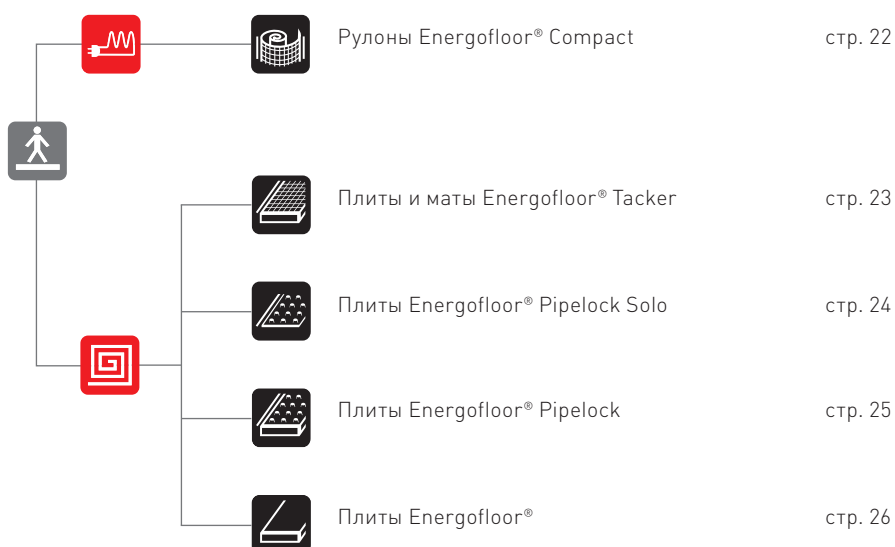 Рулоны Energofloor® Compact стр. 22
Плиты и маты Energofloor® Tacker стр. 23
Плиты Energofloor® Pipelock Solo стр. 24
Плиты Energofloor® Pipelock стр. 25
Плиты Energofloor® стр. 26